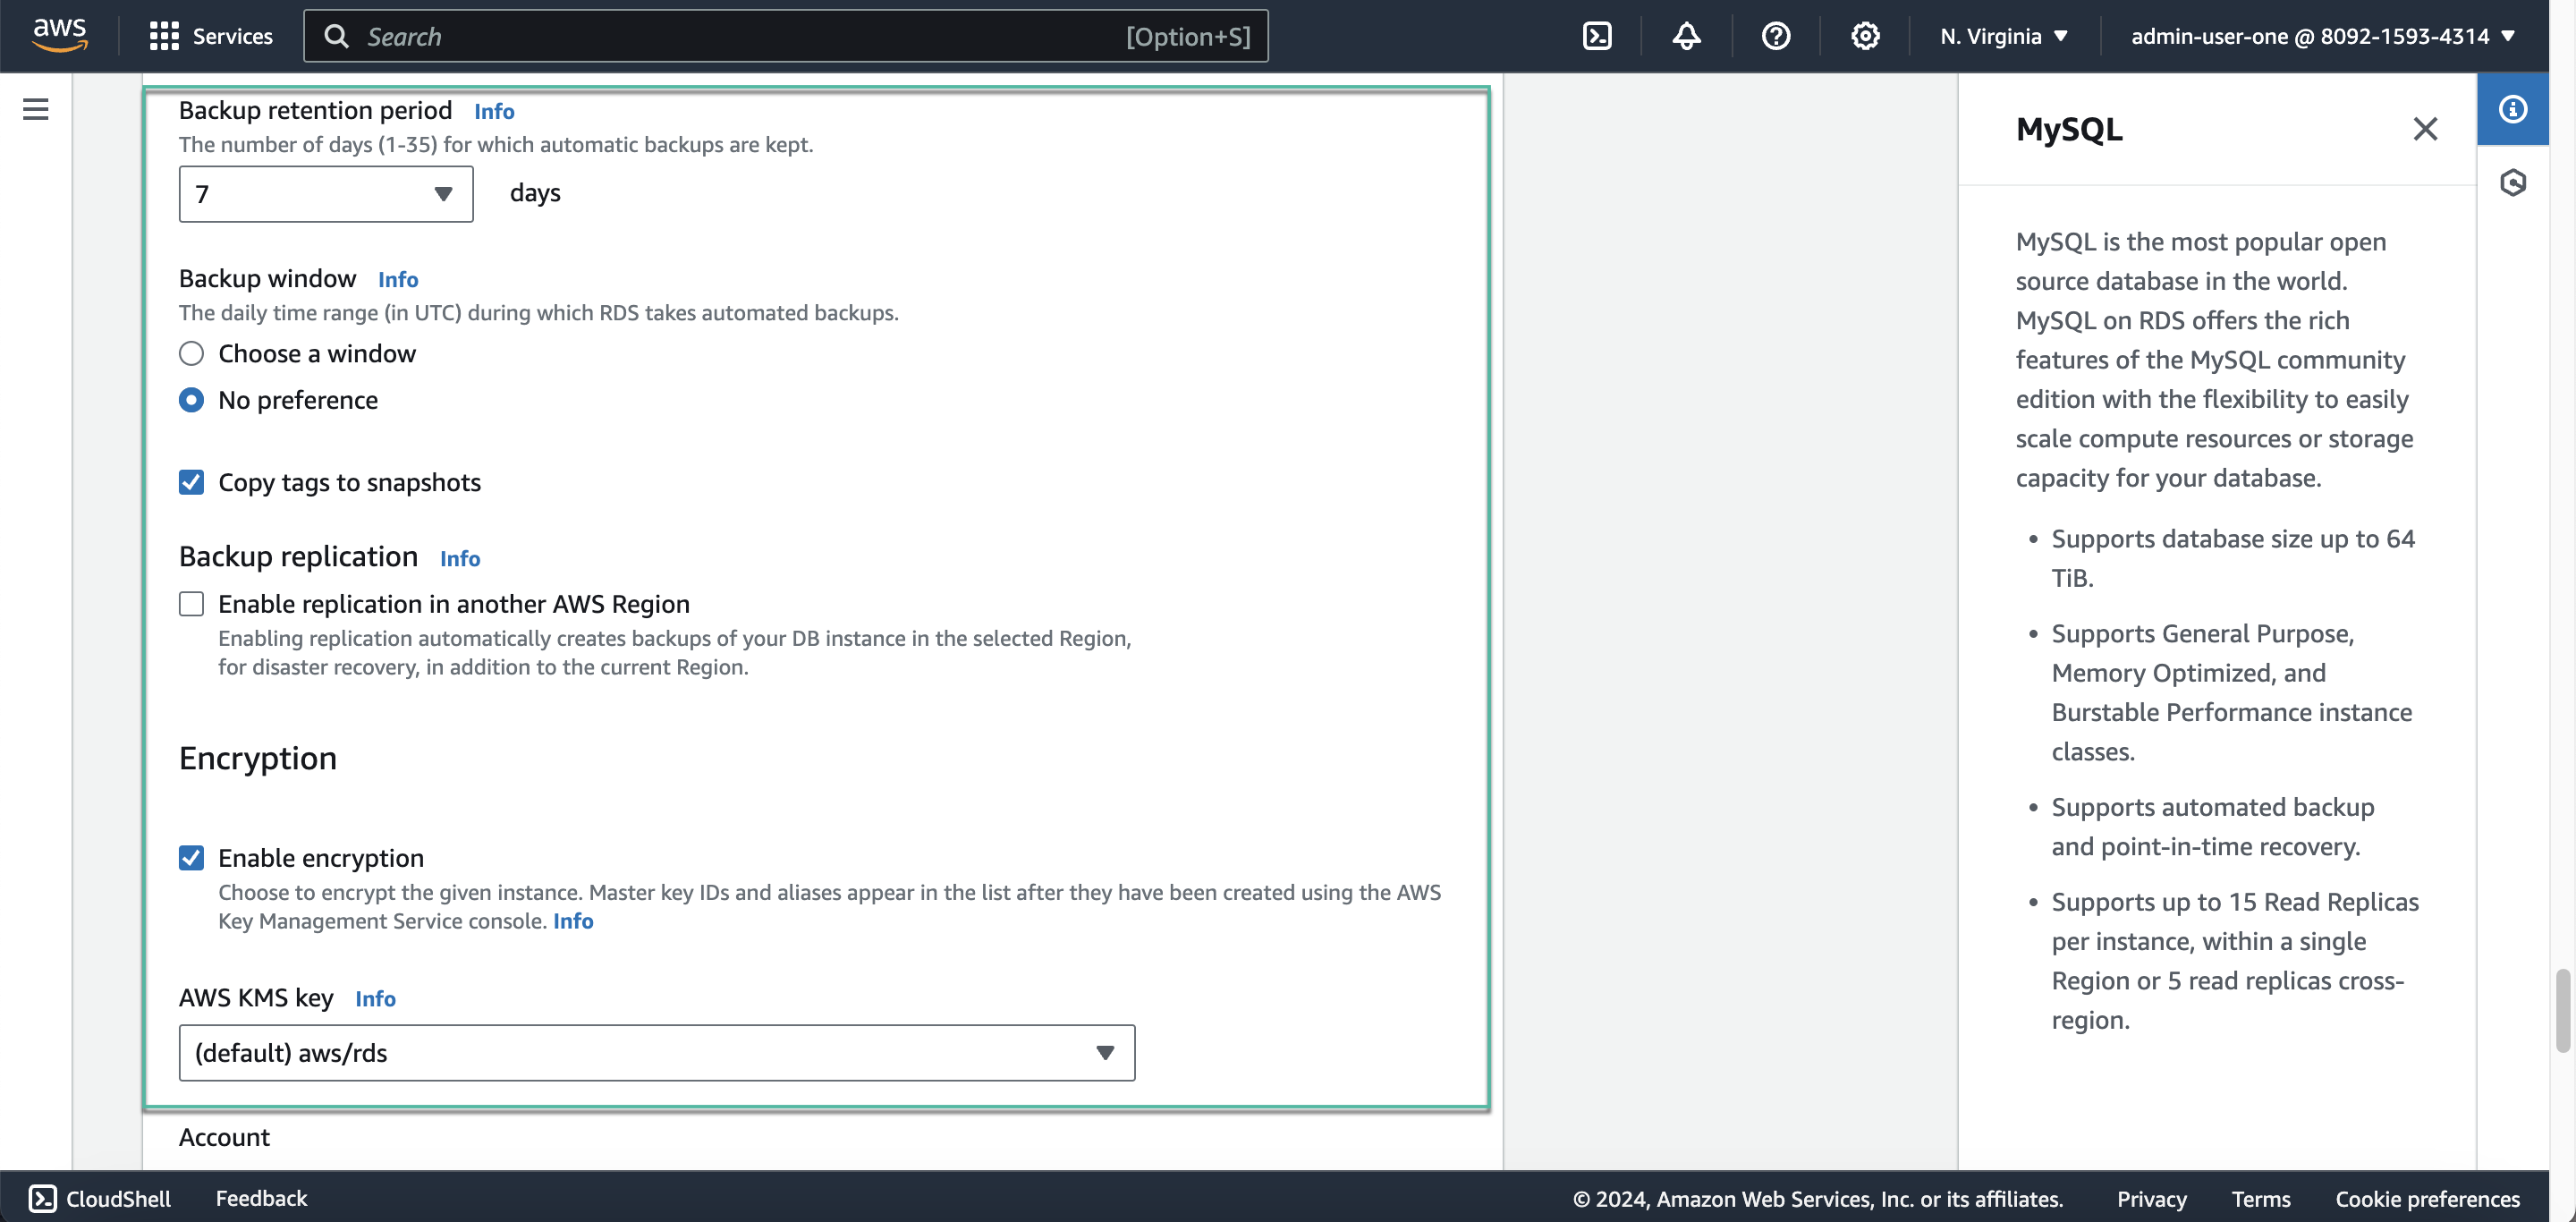 aws
Services
Search [Option+S]
N. Virginia
admin-user-one @ 8092-1593-4314
Backup retention period Info
The number of days (1-35) for which automatic backups are kept.
7 days
Backup window Info
The daily time range (in UTC) during which RDS takes automated backups.
Choose a window
No preference
Copy tags to snapshots
Backup replication Info
Enable replication in another AWS Region
Enabling replication automatically creates backups of your DB instance in the selected Region,
for disaster recovery, in addition to the current Region.
Encryption
Enable encryption
Choose to encrypt the given instance. Master key IDs and aliases appear in the list after they have been created using the AWS
Key Management Service console. Info
AWS KMS key Info
(default) aws/rds
Account
MySQL
MySQL is the most popular open
source database in the world.
MySQL on RDS offers the rich
features of the MySQL community
edition with the flexibility to easily
scale compute resources or storage
capacity for your database.
• Supports database size up to 64
TiB.
• Supports General Purpose,
Memory Optimized, and
Burstable Performance instance
classes.
• Supports automated backup
and point-in-time recovery.
• Supports up to 15 Read Replicas
per instance, within a single
Region or 5 read replicas cross-
region.
CloudShell
Feedback
© 2024, Amazon Web Services, Inc. or its affiliates.
Privacy
Terms
Cookie preferences